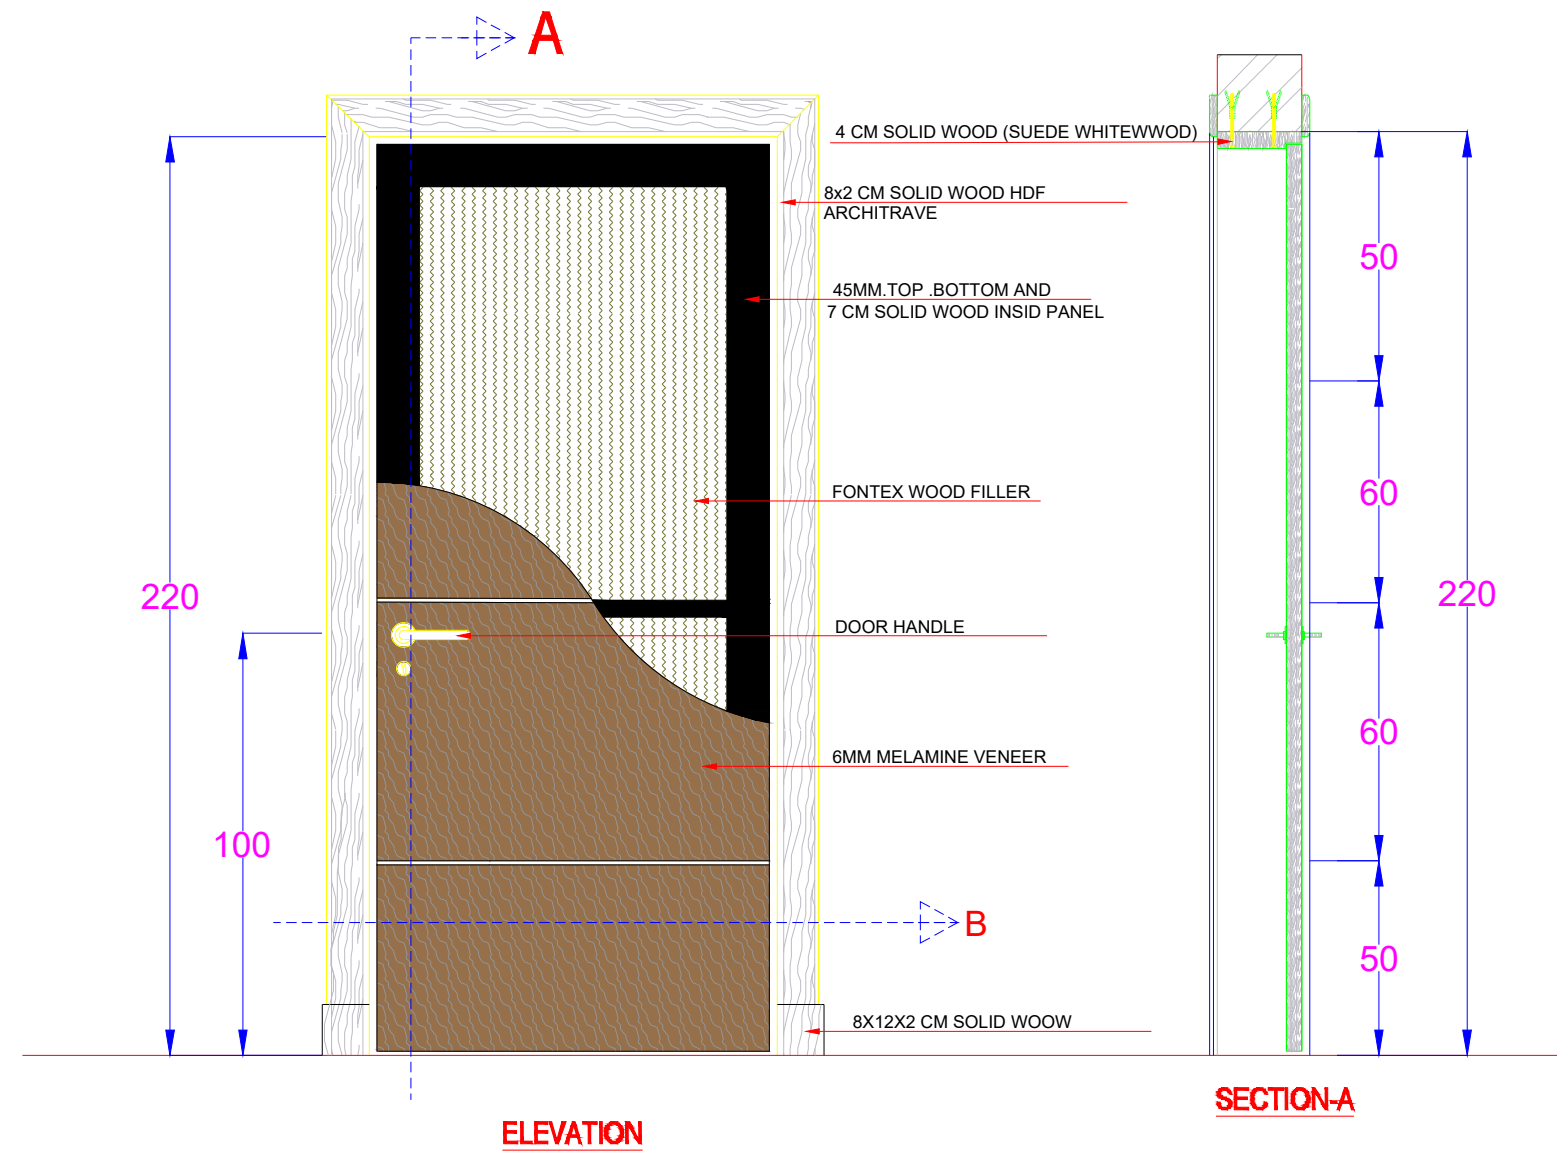 A
4 CM SOLID WOOD (SUEDE WHITEWWOD)
8x2 CM SOLID WOOD HDF
ARCHITRAVE
50
45MM.TOP .BOTTOM AND
7 CM SOLID WOOD INSID PANEL
FONTEX WOOD FILLER
60
220
220
DOOR HANDLE
60
6MM MELAMINE VENEER
100
B
50
8X12X2 CM SOLID WOOW
SECTION-A
ELEVATION